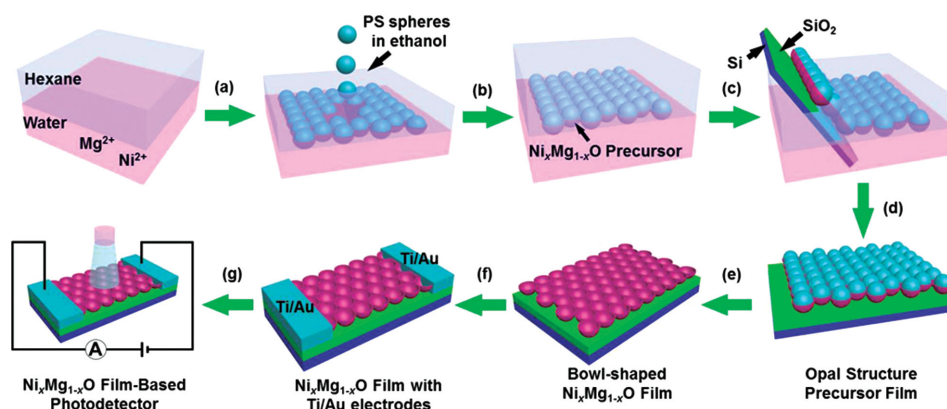 Hexane
Water
Mg2+
Ni2+
(a)
PS spheres
in ethanol
(b)
NixMg1-xO Precursor
(c)
Si
SiO2
(d)
Opal Structure
Precursor Film
(e)
Bowl-shaped
NixMg1-xO Film
(f)
Ti/Au
Ti/Au
NixMg1-xO Film with
Ti/Au electrodes
(g)
A
NixMg1-xO Film-Based
Photodetector